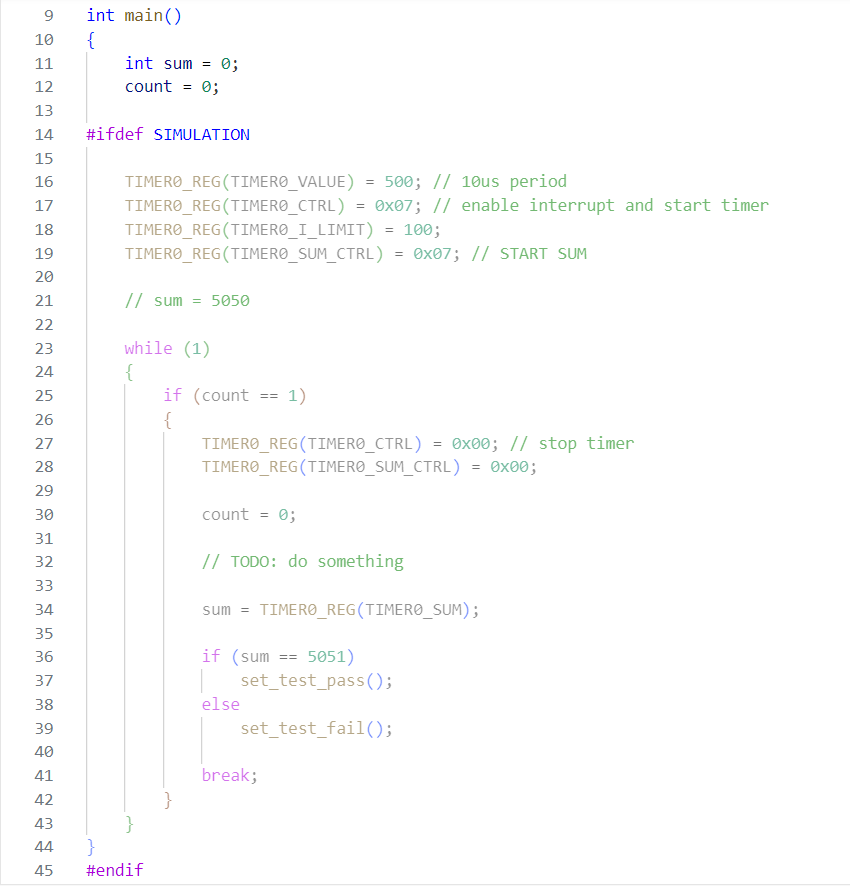 9 int main()
10 {
11 int sum = 0;
12 count = 0;
13
14 #ifdef SIMULATION
15
16 TIMER0_REG(TIMER0_VALUE) = 500; // 10us period
17 TIMER0_REG(TIMER0_CTRL) = 0x07; // enable interrupt and start timer
18 TIMER0_REG(TIMER0_I_LIMIT) = 100;
19 TIMER0_REG(TIMER0_SUM_CTRL) = 0x07; // START SUM
20
21 // sum = 5050
22
23 while (1)
24 {
25 if (count == 1)
26 {
27 TIMER0_REG(TIMER0_CTRL) = 0x00; // stop timer
28 TIMER0_REG(TIMER0_SUM_CTRL) = 0x00;
29
30 count = 0;
31
32 // TODO: do something
33
34 sum = TIMER0_REG(TIMER0_SUM);
35
36 if (sum == 5051)
37 set_test_pass();
38 else
39 set_test_fail();
40
41 break;
42 }
43 }
44 }
45 #endif